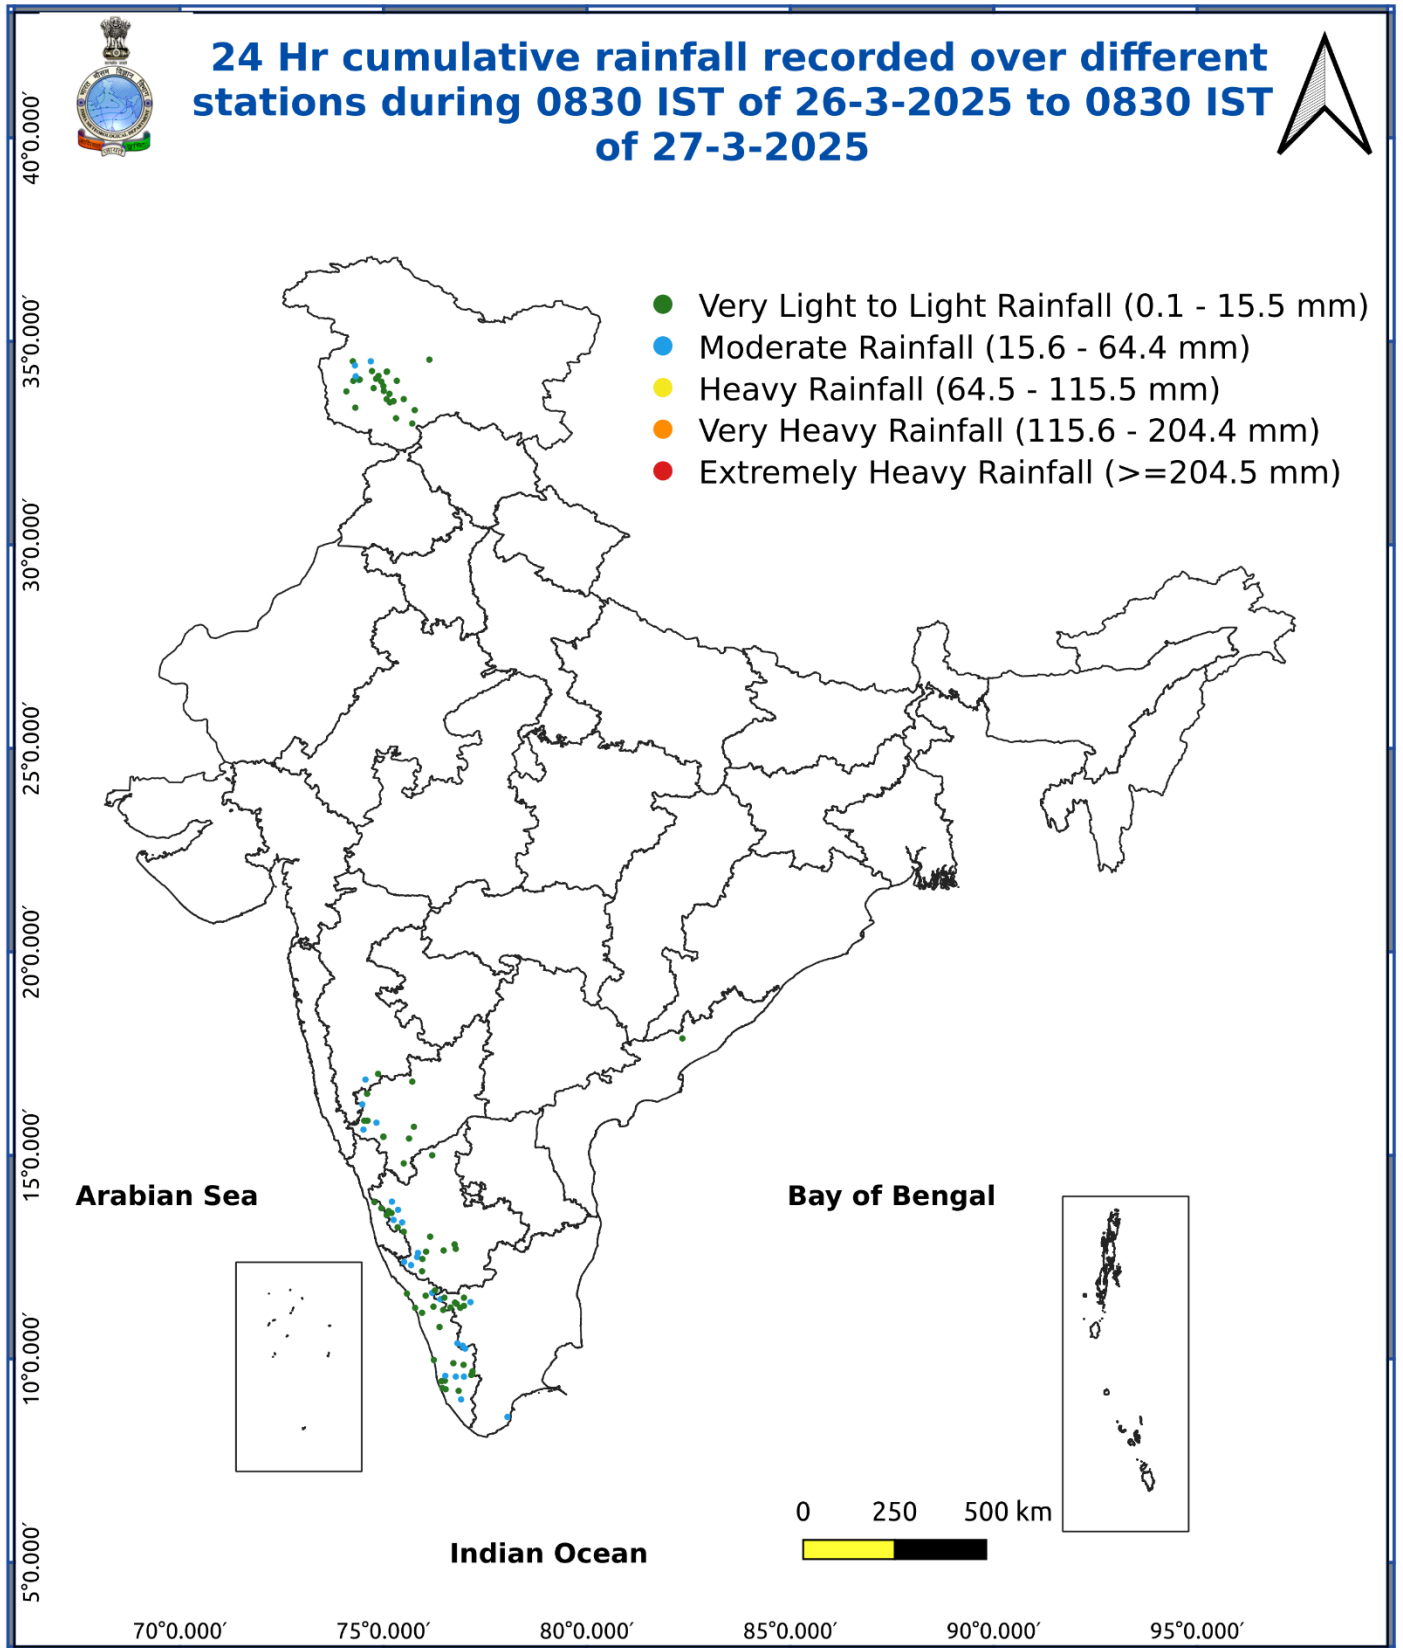 24 Hr cumulative rainfall recorded over different
stations during 0830 IST of 26-3-2025 to 0830 IST
of 27-3-2025
Very Light to Light Rainfall (0.1 - 15.5 mm)
Moderate Rainfall (15.6 - 64.4 mm)
Heavy Rainfall (64.5 - 115.5 mm)
Very Heavy Rainfall (115.6 - 204.4 mm)
Extremely Heavy Rainfall (>=204.5 mm)
40°0.000′
35°0.000′
30°0.000′
25°0.000′
20°0.000′
15°0.000′
10°0.000′
5°0.000′
Arabian Sea
Bay of Bengal
Indian Ocean
0 250 500 km
70°0.000′ 75°0.000′ 80°0.000′ 85°0.000′ 90°0.000′ 95°0.000′